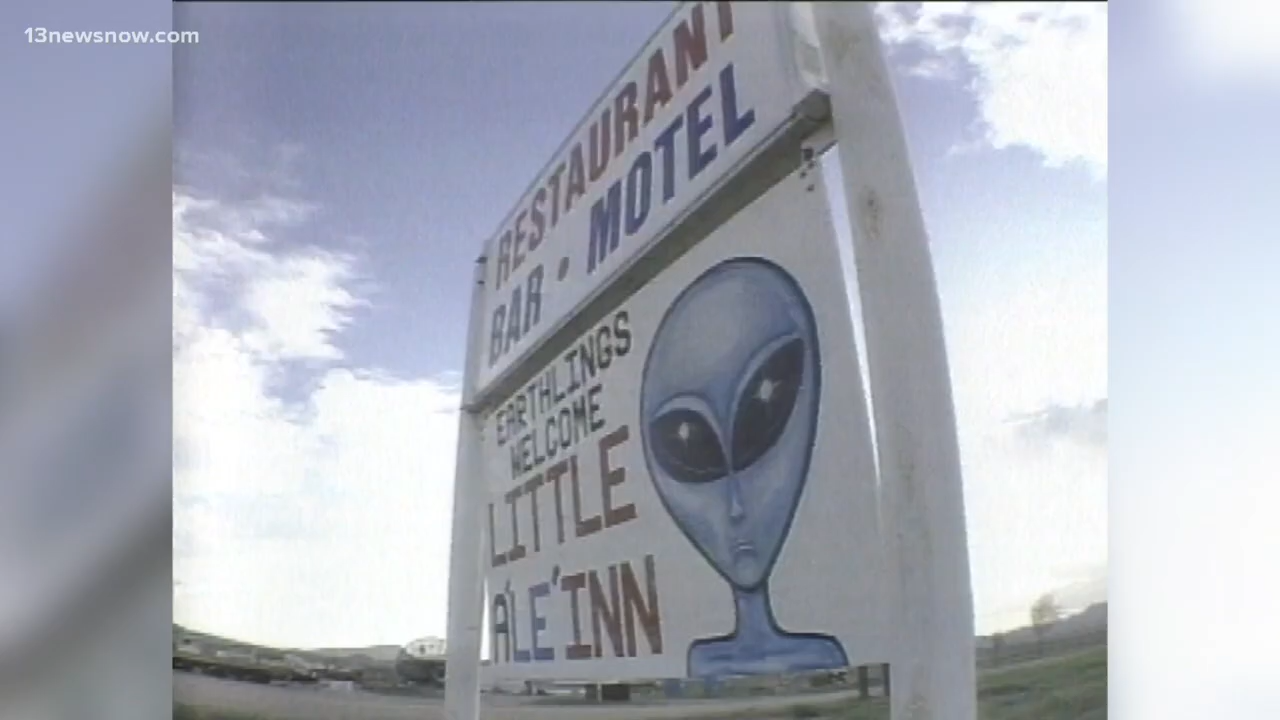 13newsnow.com
RESTAURANT
BAR · MOTEL
EARTHLINGS
WELCOME
LITTLE
A'LE'INN